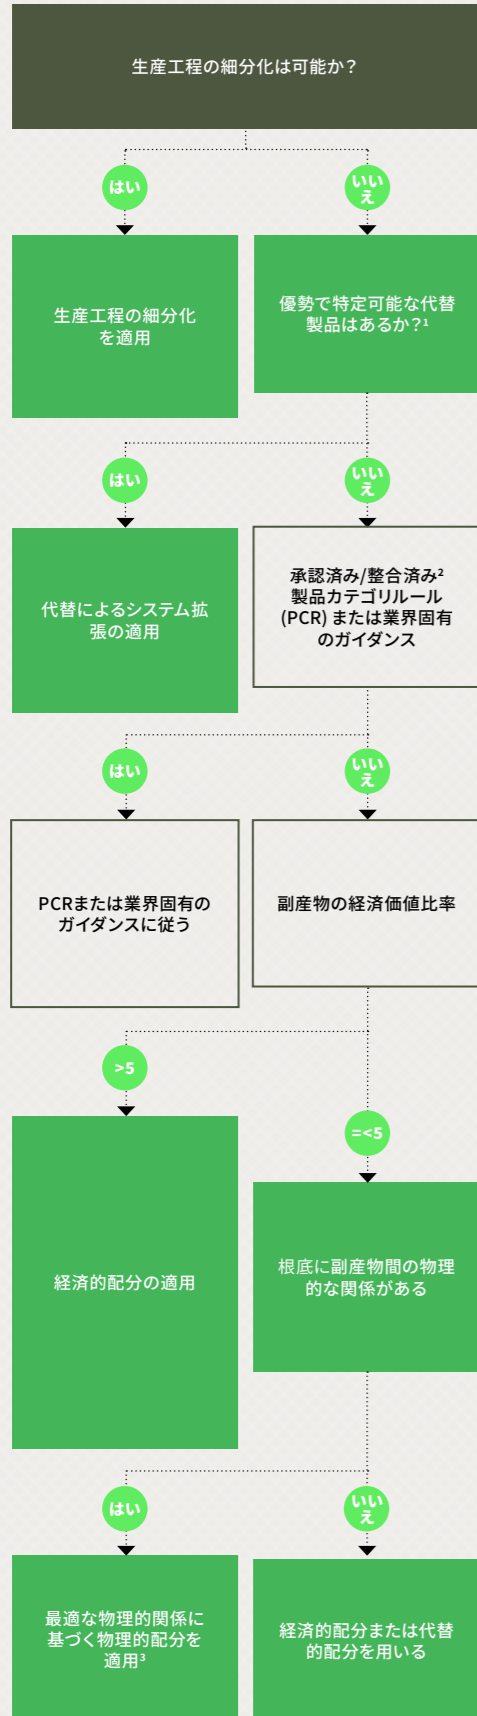 生産工程の細分化は可能か？
はい
いい
え
生産工程の細分化
を適用
優勢で特定可能な代替
製品はあるか?¹
はい
いい
え
代替によるシステム拡
張の適用
承認済み/整合済み²
製品カテゴリルール
(PCR) または業界固有
のガイダンス
はい
いい
え
PCRまたは業界固有の
ガイダンスに従う
副産物の経済価値比率
>5
=<5
経済的配分の適用
根底に副産物間の物理
的な関係がある
はい
いい
え
最適な物理的関係に
基づく物理的配分を
適用³
経済的配分または代替
的配分を用いる